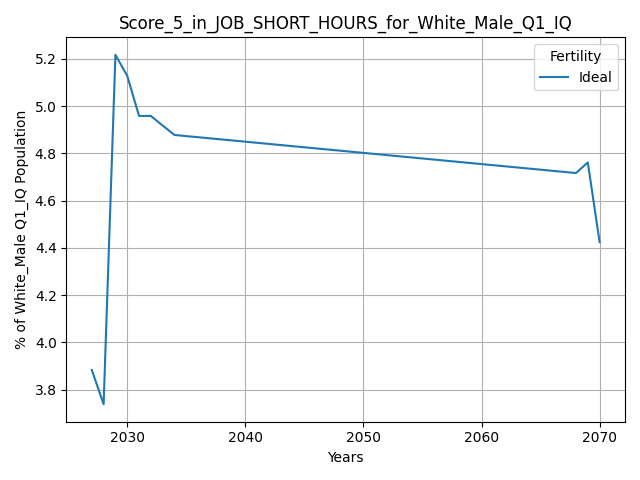 Score_5_in_JOB_SHORT_HOURS_for_White_Male_Q1_IQ
Fertility
Ideal
% of White_Male Q1_IQ Population
5.2
5.0
4.8
4.6
4.4
4.2
4.0
3.8
2030 2040 2050 2060 2070
Years